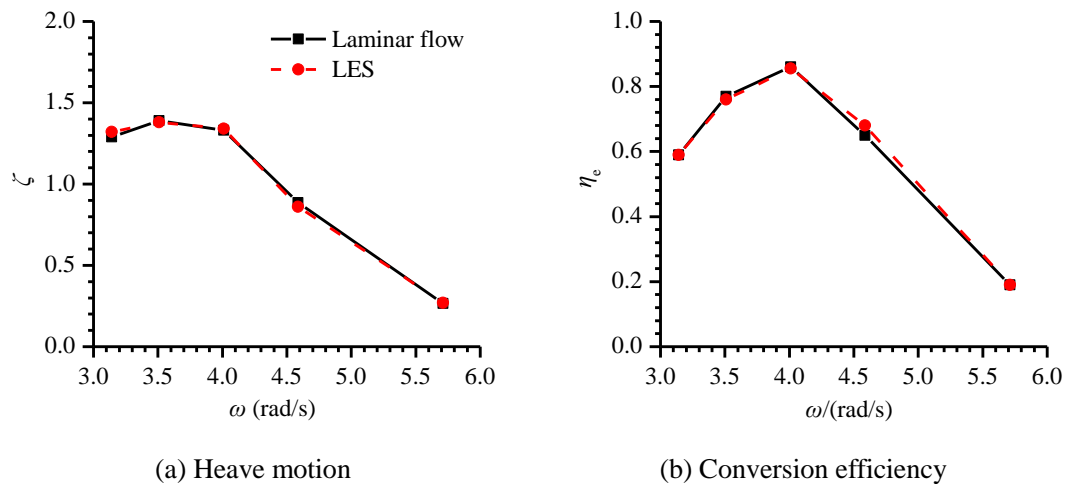 2.0
1.5
1.0
0.5
0.0
ζ
Laminar flow
LES
3.0 3.5 4.0 4.5 5.0 5.5 6.0
ω (rad/s)
(a) Heave motion
1.0
0.8
0.6
0.4
0.2
0.0
ηe
3.0 3.5 4.0 4.5 5.0 5.5 6.0
ω/(rad/s)
(b) Conversion efficiency